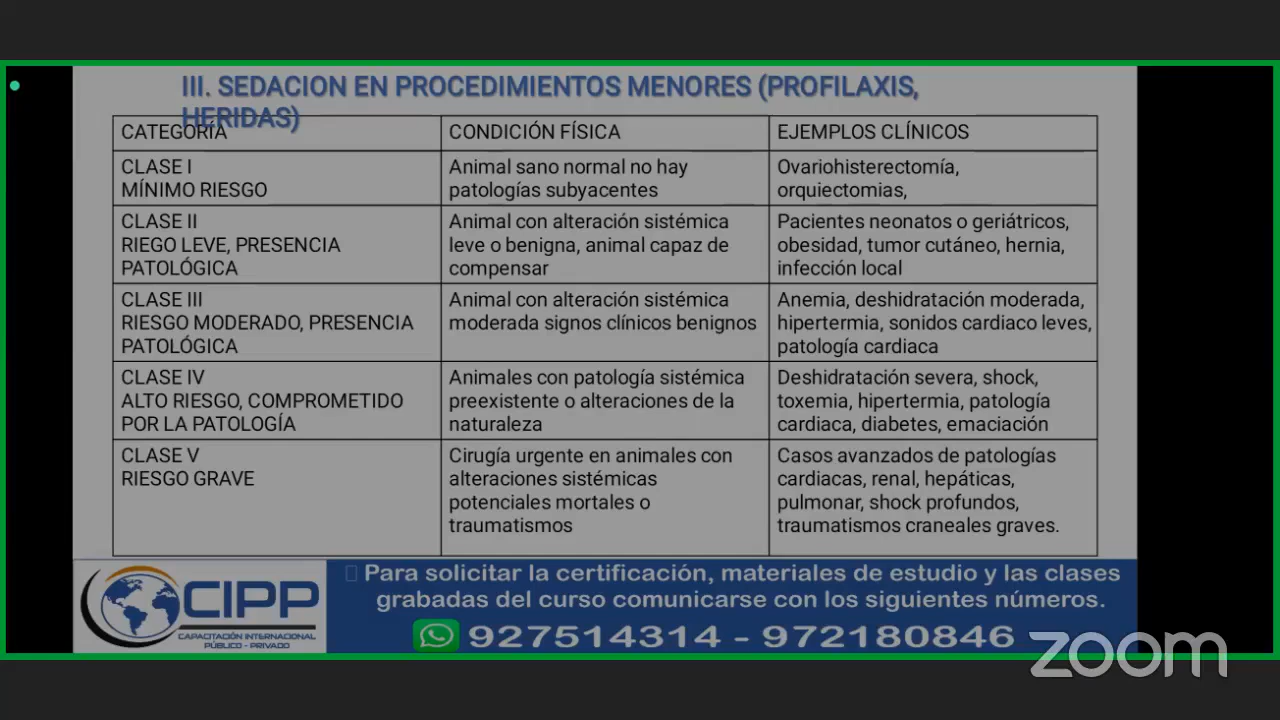 III. SEDACION EN PROCEDIMIENTOS MENORES (PROFILAXIS,
HERIDAS)
CATEGORÍA
CONDICIÓN FÍSICA
EJEMPLOS CLÍNICOS
CLASE I
MÍNIMO RIESGO
Animal sano normal no hay
patologías subyacentes
Ovariohisterectomía,
orquiectomias,
CLASE II
RIEGO LEVE, PRESENCIA
PATOLÓGICA
Animal con alteración sistémica
leve o benigna, animal capaz de
compensar
Pacientes neonatos o geriátricos,
obesidad, tumor cutáneo, hernia,
infección local
CLASE III
RIESGO MODERADO, PRESENCIA
PATOLÓGICA
Animal con alteración sistémica
moderada signos clínicos benignos
Anemia, deshidratación moderada,
hipertermia, sonidos cardiaco leves,
patología cardiaca
CLASE IV
ALTO RIESGO, COMPROMETIDO
POR LA PATOLOGÍA
Animales con patología sistémica
preexistente o alteraciones de la
naturaleza
Deshidratación severa, shock,
toxemia, hipertermia, patología
cardiaca, diabetes, emaciación
CLASE V
RIESGO GRAVE
Cirugía urgente en animales con
alteraciones sistémicas
potenciales mortales o
traumatismos
Casos avanzados de patologías
cardiacas, renal, hepáticas,
pulmonar, shock profundos,
traumatismos craneales graves.
CIPP
CAPACITACIÓN INTERNACIONAL
PÚBLICO - PRIVADO
Para solicitar la certificación, materiales de estudio y las clases
grabadas del curso comunicarse con los siguientes números.
927514314 - 972180846
zoom